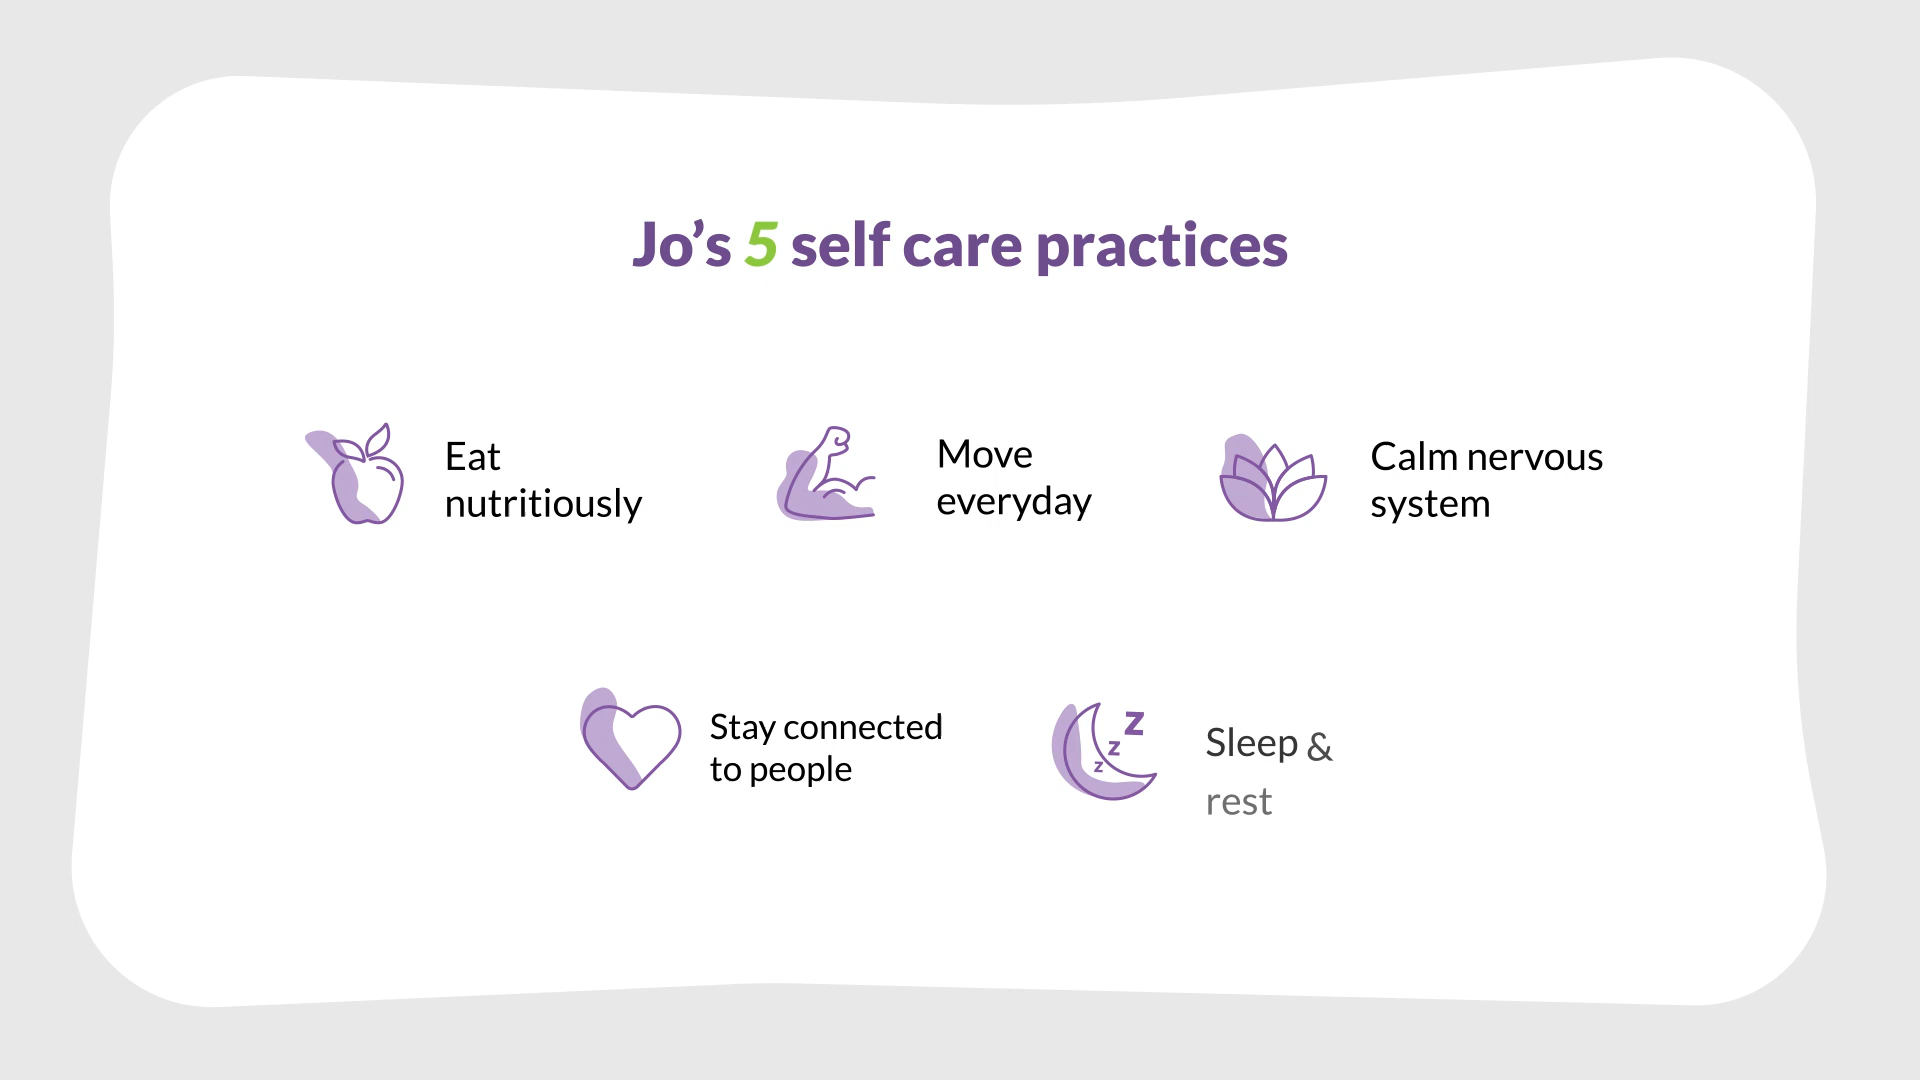 Jo’s 5 self care practices
Eat
nutritiously
Move
everyday
Calm nervous
system
Stay connected
to people
z
z
z
Sleep &
rest